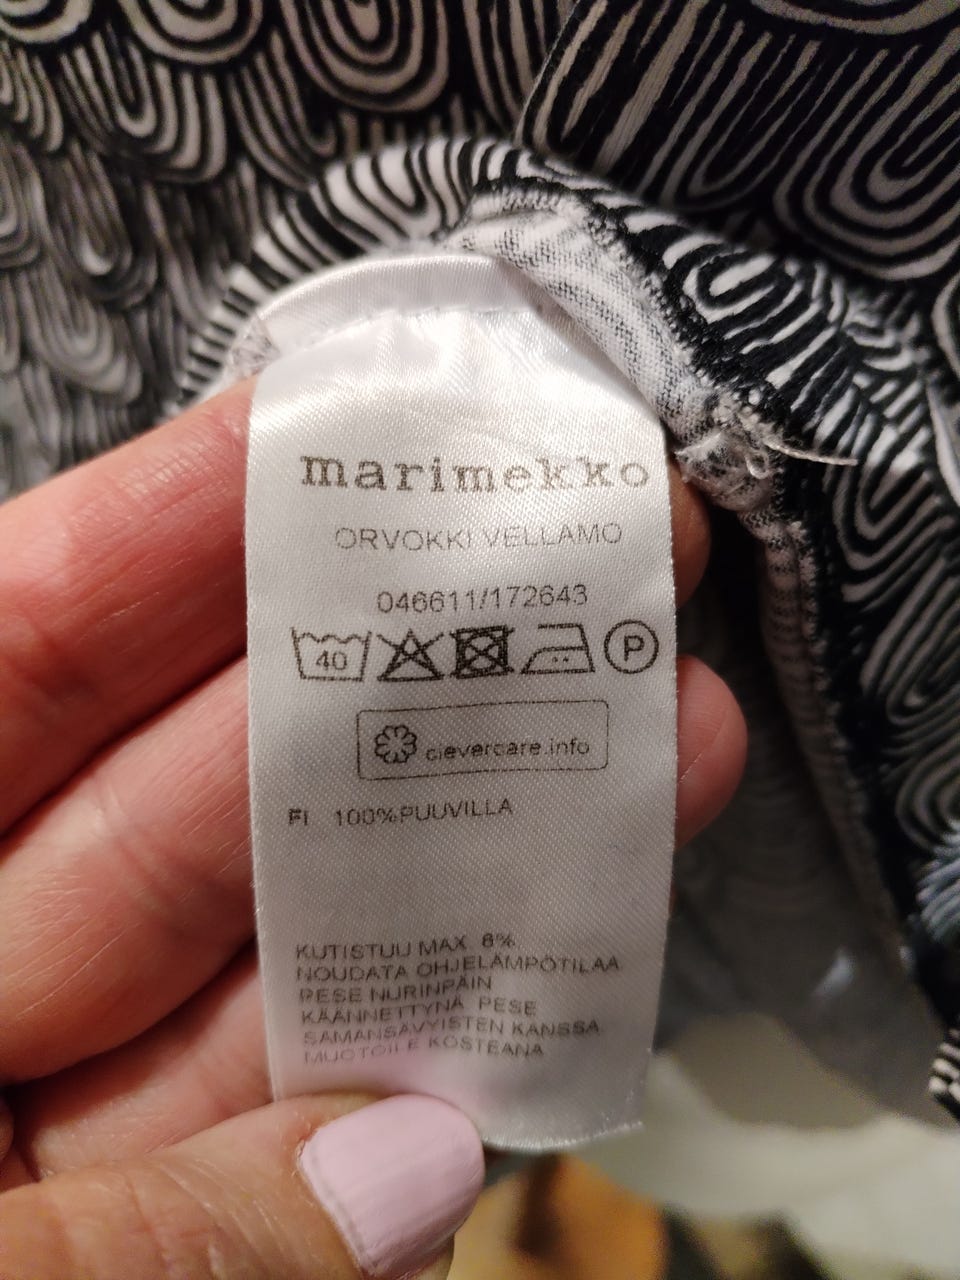 marimekko
ORVOKKI VELLAMO
046611/172643
40 P
clevercare.info
FI 100%PUUVILLA
KUTISTUU MAX. 8%.
NOUDATA OHJELÄMPÖTILAA.
PESE NURINPÄIN
KÄÄNNETTYNÄ. PESE
SAMANSÄVYISTEN KANSSA.
MUOTOILE KOSTEANA